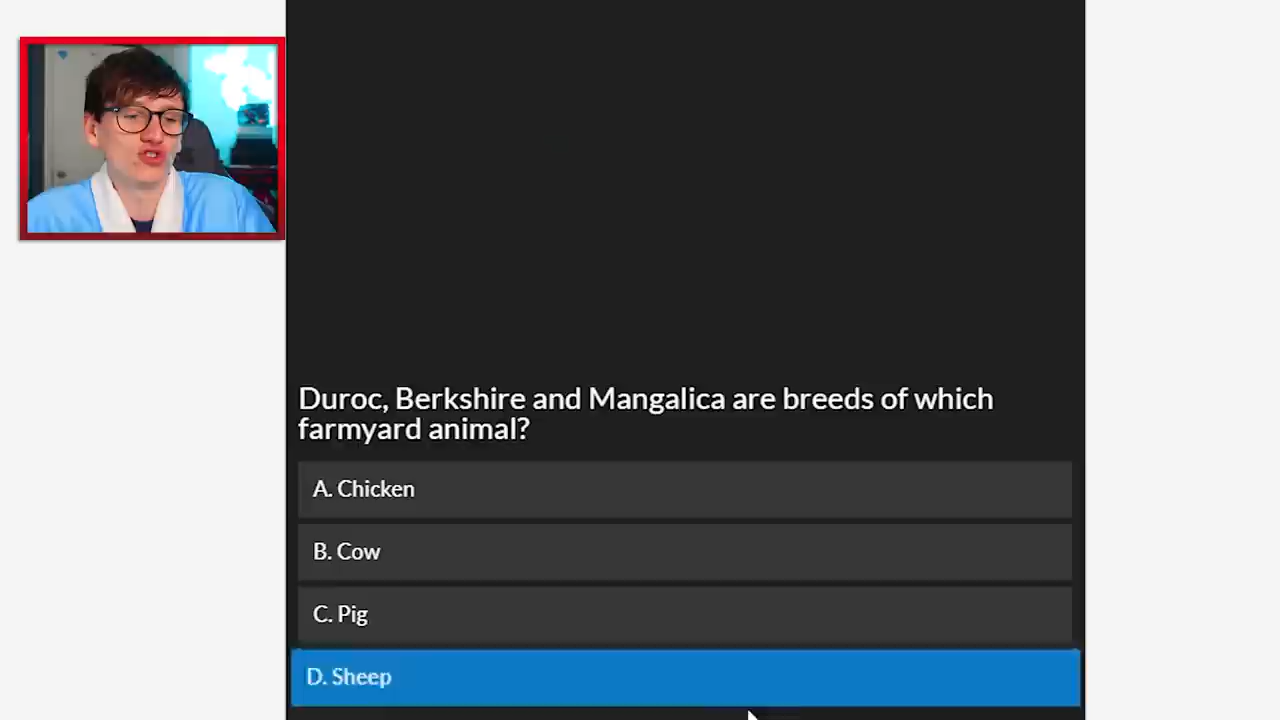 Duroc, Berkshire and Mangalica are breeds of which
farmyard animal?
A. Chicken
B. Cow
C. Pig
D. Sheep